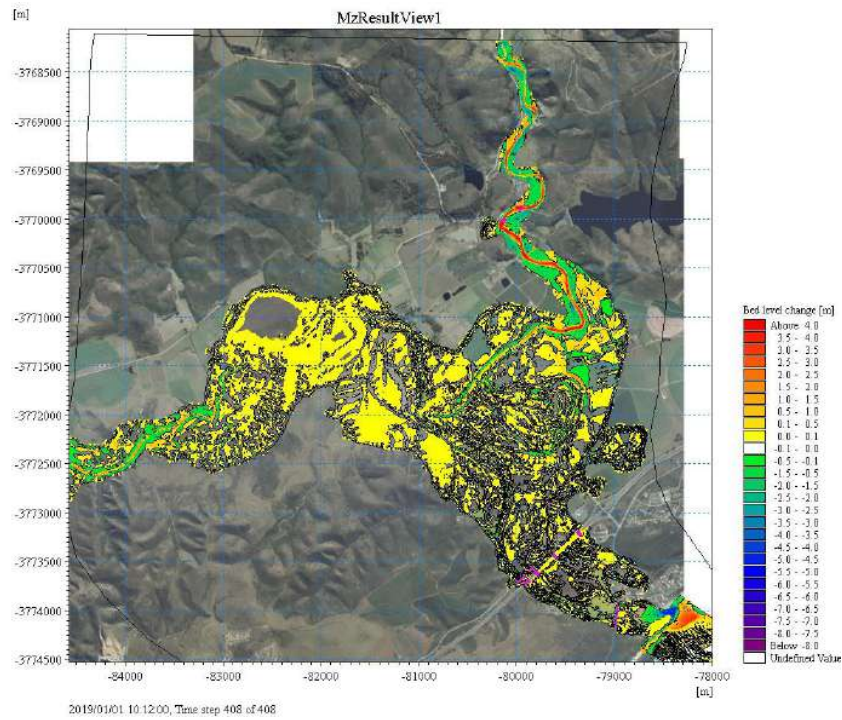 [m]
MzResultView1
-3768500
-3769000
-3769500
-3770000
-3770500
-3771000
-3771500
-3772000
-3772500
-3773000
-3773500
-3774000
-3774500
-84000 -83000 -82000 -81000 -80000 -79000 -78000
[m]
Bed level change [m]
Above 4.0
3.5 - 4.0
3.0 - 3.5
2.5 - 3.0
2.0 - 2.5
1.5 - 2.0
1.0 - 1.5
0.5 - 1.0
0.1 - 0.5
0.0 - 0.1
-0.1 - 0.0
-0.5 - -0.1
-1.5 - -0.5
-2.0 - -1.5
-2.5 - -2.0
-3.0 - -2.5
-3.5 - -3.0
-4.0 - -3.5
-4.5 - -4.0
-5.5 - -4.5
-5.5 - -5.0
-6.0 - -5.5
-6.5 - -6.0
-7.0 - -6.5
-7.5 - -7.0
-8.0 - -7.5
Below -8.0
Undefined Value
2019/01/01 10:12:00, Time step 408 of 408